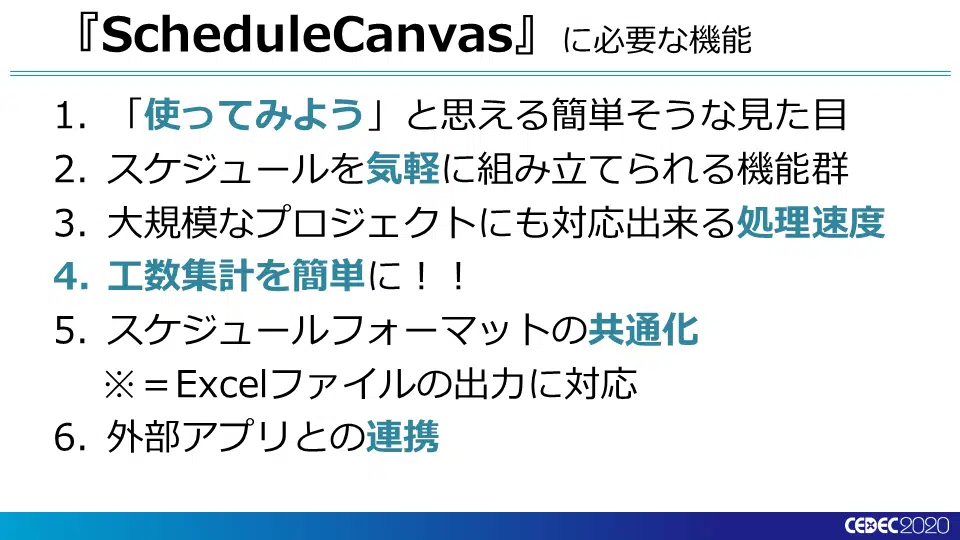 『ScheduleCanvas』に必要な機能
1. 「使ってみよう」と思える簡単そうな見た目
2. スケジュールを気軽に組み立てられる機能群
3. 大規模なプロジェクトにも対応出来る処理速度
4. 工数集計を簡単に！！
5. スケジュールフォーマットの共通化
※＝Excelファイルの出力に対応
6. 外部アプリとの連携
CEDEC2020